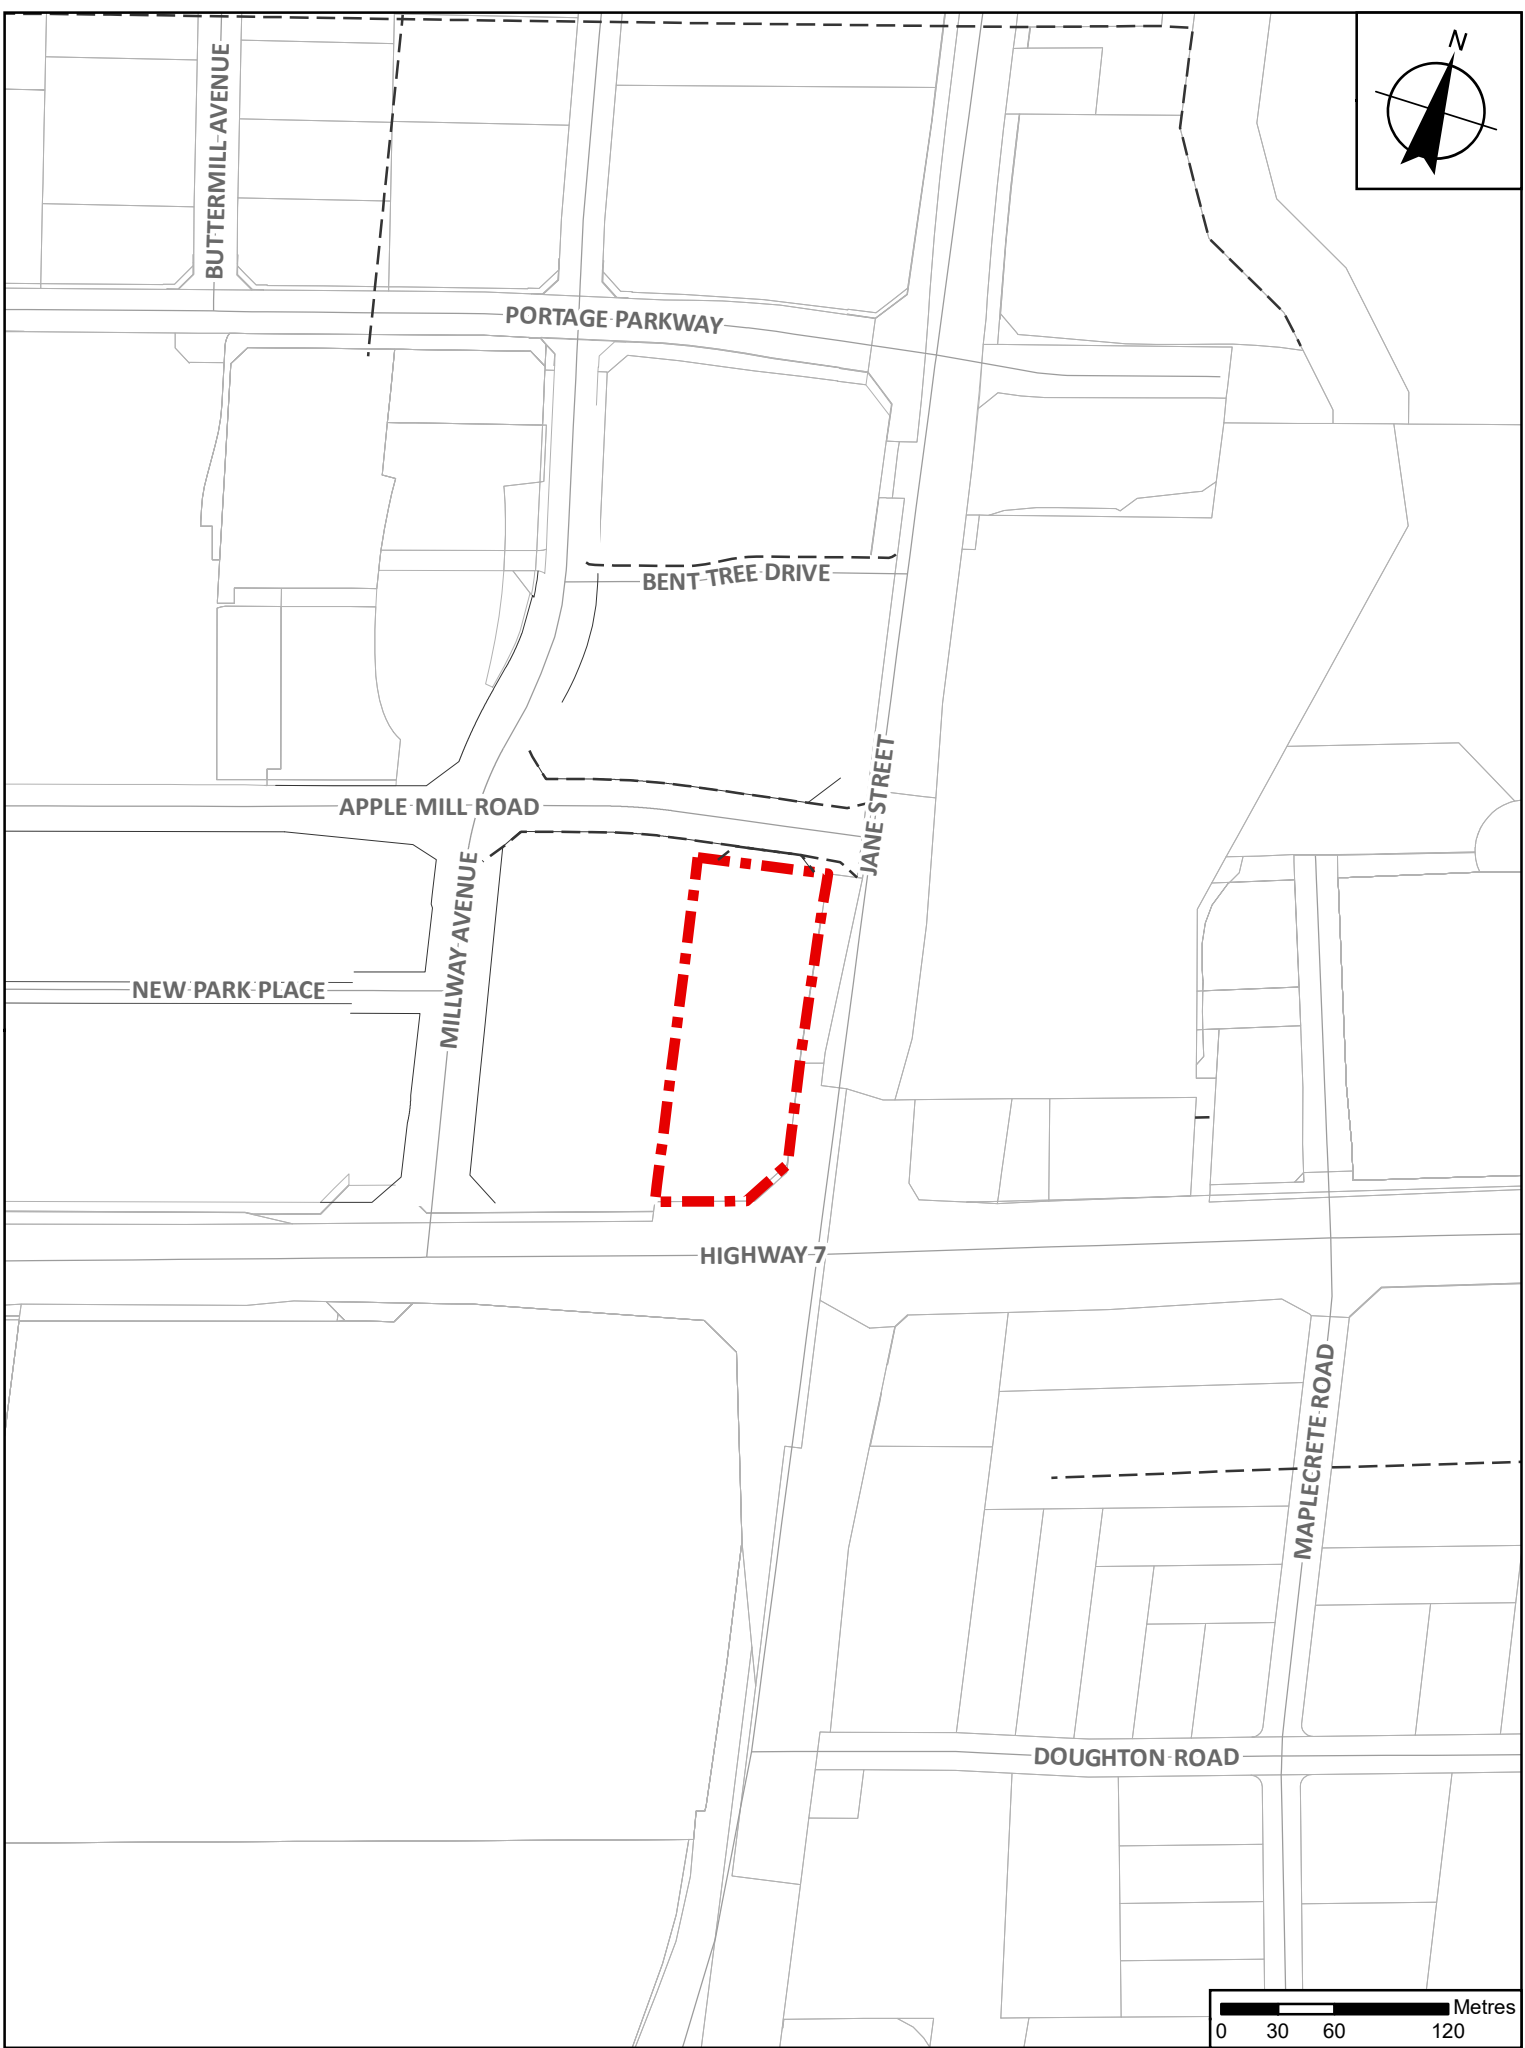 N
BUTTERMILL AVENUE
PORTAGE PARKWAY
BENT TREE DRIVE
JANE STREET
APPLE MILL ROAD
MILLWAY AVENUE
NEW PARK PLACE
HIGHWAY 7
MAPLECRETE ROAD
DOUGHTON ROAD
Metres
0 30 60 120